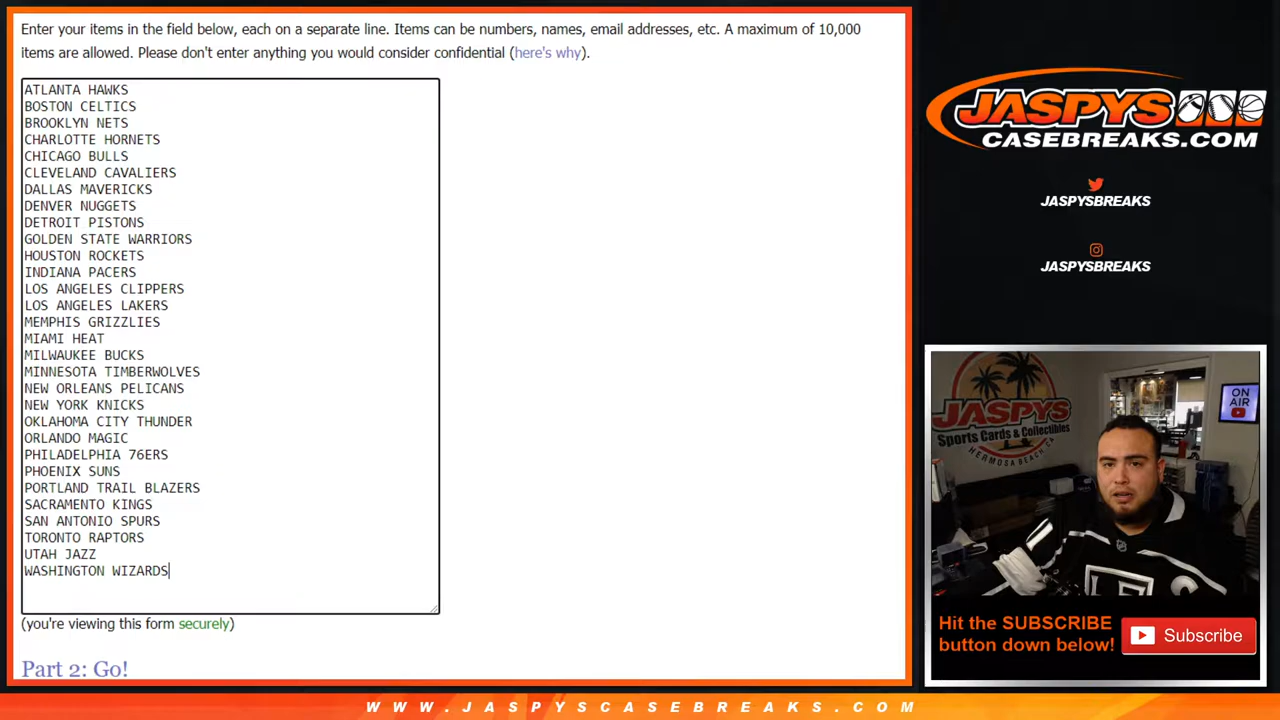 Enter your items in the field below, each on a separate line. Items can be numbers, names, email addresses, etc. A maximum of 10,000
items are allowed. Please don't enter anything you would consider confidential (here's why).
ATLANTA HAWKS
BOSTON CELTICS
BROOKLYN NETS
CHARLOTTE HORNETS
CHICAGO BULLS
CLEVELAND CAVALIERS
DALLAS MAVERICKS
DENVER NUGGETS
DETROIT PISTONS
GOLDEN STATE WARRIORS
HOUSTON ROCKETS
INDIANA PACERS
LOS ANGELES CLIPPERS
LOS ANGELES LAKERS
MEMPHIS GRIZZLIES
MIAMI HEAT
MILWAUKEE BUCKS
MINNESOTA TIMBERWOLVES
NEW ORLEANS PELICANS
NEW YORK KNICKS
OKLAHOMA CITY THUNDER
ORLANDO MAGIC
PHILADELPHIA 76ERS
PHOENIX SUNS
PORTLAND TRAIL BLAZERS
SACRAMENTO KINGS
SAN ANTONIO SPURS
TORONTO RAPTORS
UTAH JAZZ
WASHINGTON WIZARDS
(you're viewing this form securely)
Part 2: Go!
JASPYS
CASEBREAKS.COM
JASPYSBREAKS
JASPYSBREAKS
JASPYS
Sports Cards & Collectibles
HERMOSA BEACH, CA
ON
AIR
LA
C
Hit the SUBSCRIBE
button down below!
Subscribe
WWW.JASPYSCASEBREAKS.COM